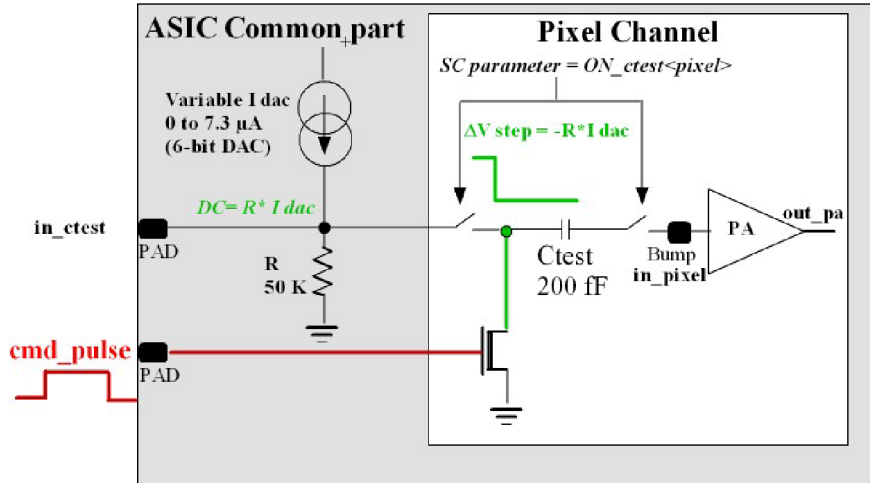 ASIC Common part
Pixel Channel
SC parameter = ON_ctest<pixel>
Variable I dac
0 to 7.3 µA
(6-bit DAC)
ΔV step = -R*I dac
DC= R* I dac
in_ctest
PAD
R
50 K
Ctest
200 fF
Bump
in_pixel
PA
out_pa
cmd_pulse
PAD